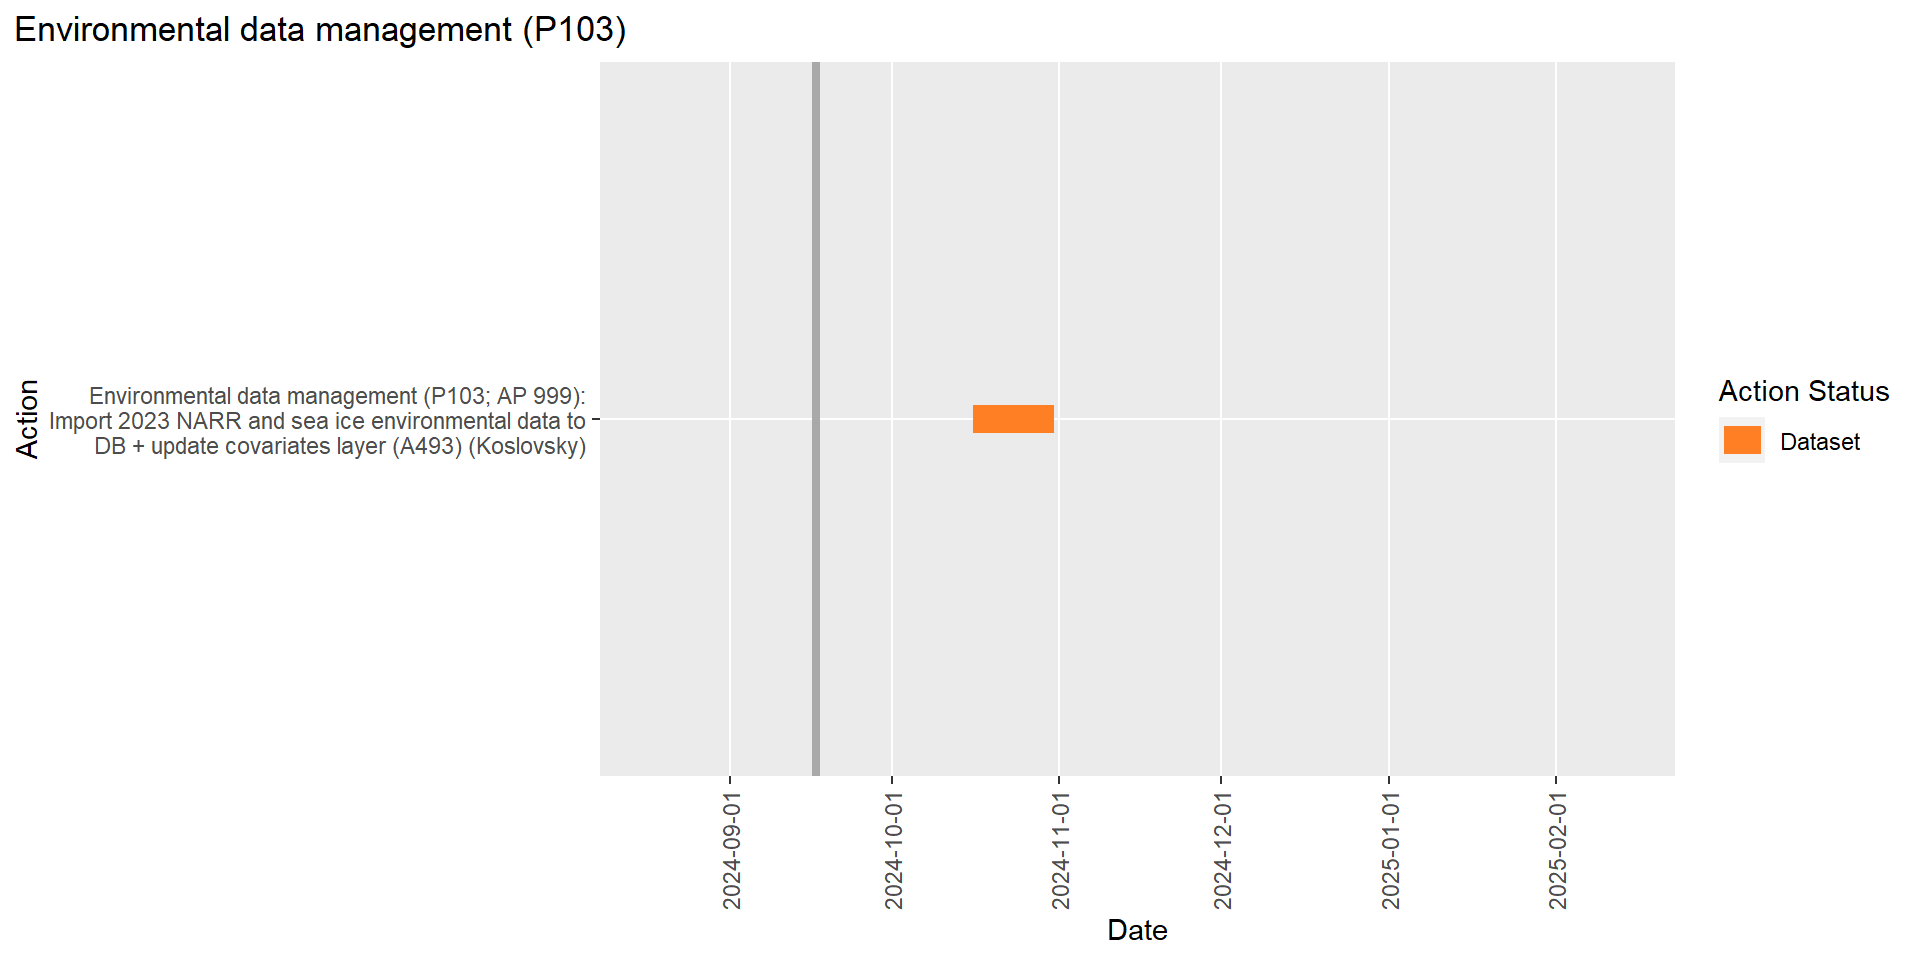 Environmental data management (P103)
Action
Environmental data management (P103; AP 999):
Import 2023 NARR and sea ice environmental data to
DB + update covariates layer (A493) (Koslovsky)
2024-09-01
2024-10-01
2024-11-01
2024-12-01
2025-01-01
2025-02-01
Date
Action Status
Dataset